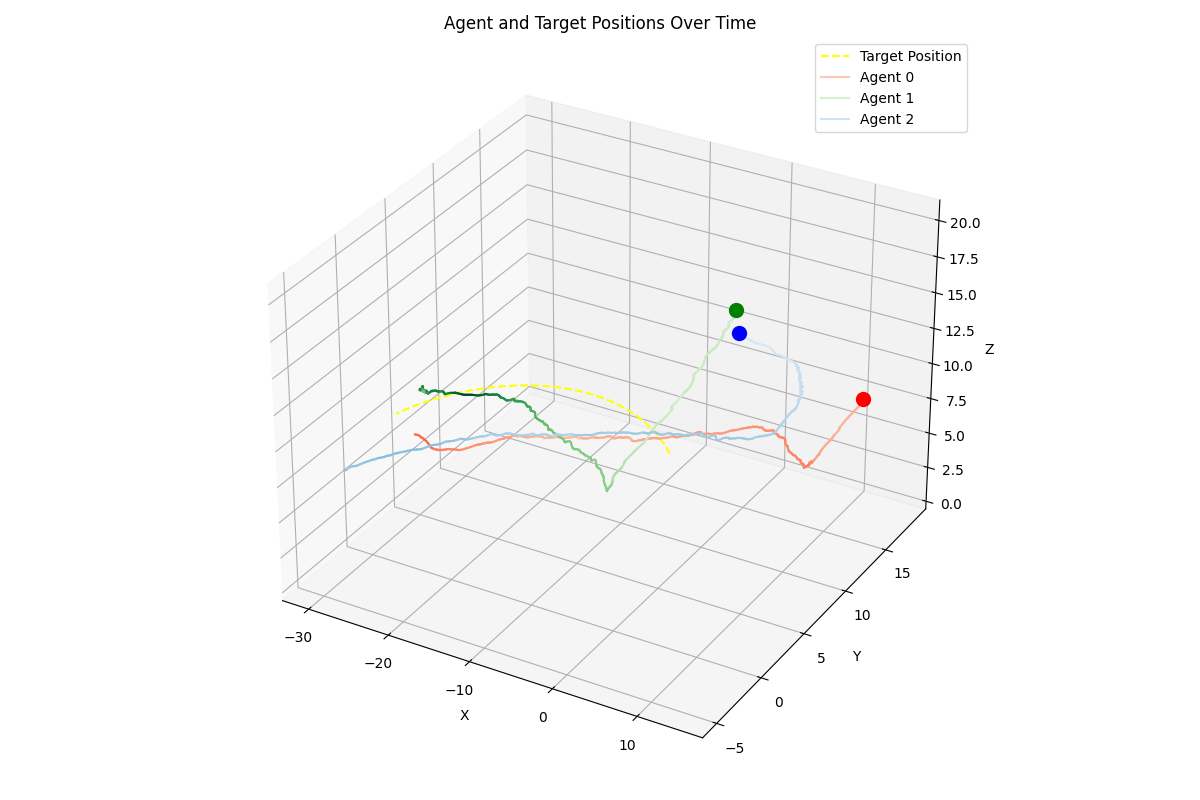 Agent and Target Positions Over Time
Target Position
Agent 0
Agent 1
Agent 2
20.0
17.5
15.0
12.5
10.0
7.5
5.0
2.5
0.0
Z
15
10
5
0
−5
Y
−30
−20
−10
0
10
X